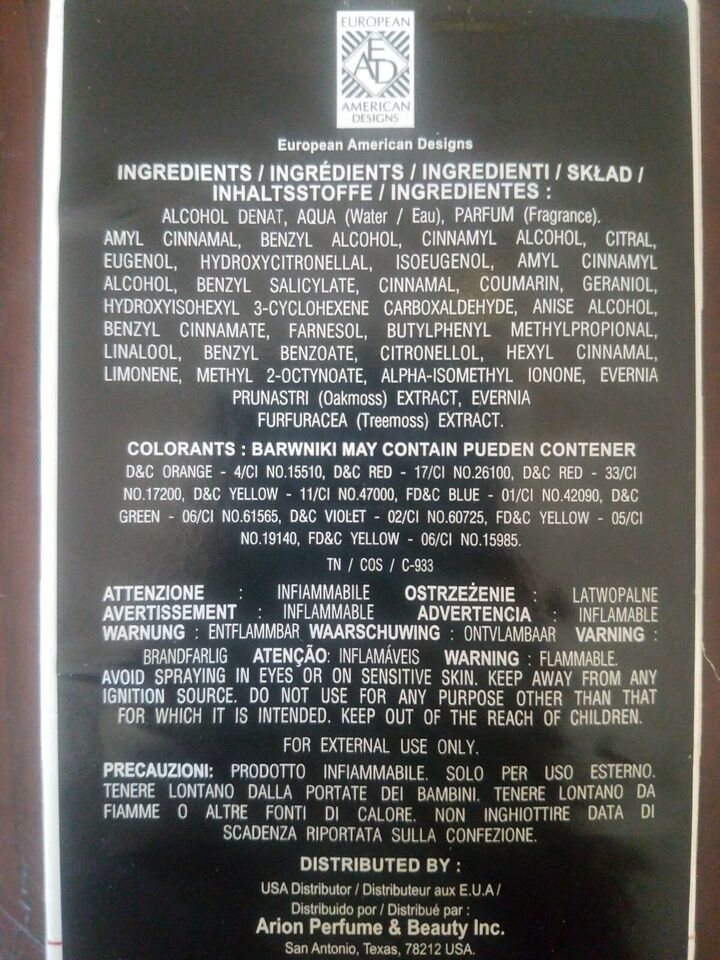 EUROPEAN
EAD
AMERICAN
DESIGNS
European American Designs
INGREDIENTS / INGRÉDIENTS / INGREDIENTI / SKŁAD /
INHALTSSTOFFE / INGREDIENTES :
ALCOHOL DENAT, AQUA (Water / Eau), PARFUM (Fragrance).
AMYL CINNAMAL, BENZYL ALCOHOL, CINNAMYL ALCOHOL, CITRAL,
EUGENOL, HYDROXYCITRONELLAL, ISOEUGENOL, AMYL CINNAMYL
ALCOHOL, BENZYL SALICYLATE, CINNAMAL, COUMARIN, GERANIOL,
HYDROXYISOHEXYL 3-CYCLOHEXENE CARBOXALDEHYDE, ANISE ALCOHOL,
BENZYL CINNAMATE, FARNESOL, BUTYLPHENYL METHYLPROPIONAL,
LINALOOL, BENZYL BENZOATE, CITRONELLOL, HEXYL CINNAMAL,
LIMONENE, METHYL 2-OCTYNOATE, ALPHA-ISOMETHYL IONONE, EVERNIA
PRUNASTRI (Oakmoss) EXTRACT, EVERNIA
FURFURACEA (Treemoss) EXTRACT.
COLORANTS : BARWNIKI MAY CONTAIN PUEDEN CONTENER
D&C ORANGE - 4/CI NO.15510, D&C RED - 17/CI NO.26100, D&C RED - 33/CI
NO.17200, D&C YELLOW - 11/CI NO.47000, FD&C BLUE - 01/CI NO.42090, D&C
GREEN - 06/CI NO.61565, D&C VIOLET - 02/CI NO.60725, FD&C YELLOW - 05/CI
NO.19140, FD&C YELLOW - 06/CI NO.15985.
TN / COS / C-933
ATTENZIONE : INFIAMMABILE OSTRZEŻENIE : LATWOPALNE
AVERTISSEMENT : INFLAMMABLE ADVERTENCIA : INFLAMABLE
WARNUNG : ENTFLAMMBAR WAARSCHUWING : ONTVLAMBAAR VARNING :
BRANDFARLIG ATENÇÃO: INFLAMÁVEIS WARNING : FLAMMABLE.
AVOID SPRAYING IN EYES OR ON SENSITIVE SKIN. KEEP AWAY FROM ANY
IGNITION SOURCE. DO NOT USE FOR ANY PURPOSE OTHER THAN THAT
FOR WHICH IT IS INTENDED. KEEP OUT OF THE REACH OF CHILDREN.
FOR EXTERNAL USE ONLY.
PRECAUZIONI: PRODOTTO INFIAMMABILE. SOLO PER USO ESTERNO.
TENERE LONTANO DALLA PORTATE DEI BAMBINI. TENERE LONTANO DA
FIAMME O ALTRE FONTI DI CALORE. NON INGHIOTTIRE DATA DI
SCADENZA RIPORTATA SULLA CONFEZIONE.
DISTRIBUTED BY :
USA Distributor / Distributeur aux E.U.A /
Distribuido por / Distribué par :
Arion Perfume & Beauty Inc.
San Antonio, Texas, 78212 USA.